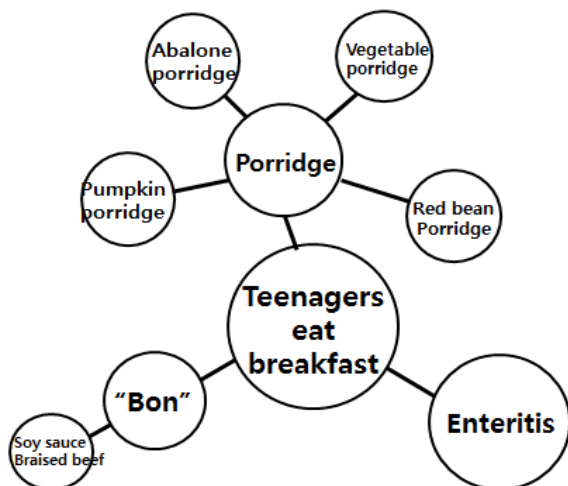 Abalone
porridge
Vegetable
porridge
Porridge
Pumpkin
porridge
Red bean
Porridge
Teenagers
eat
breakfast
“Bon”
Enteritis
Soy sauce
Braised beef